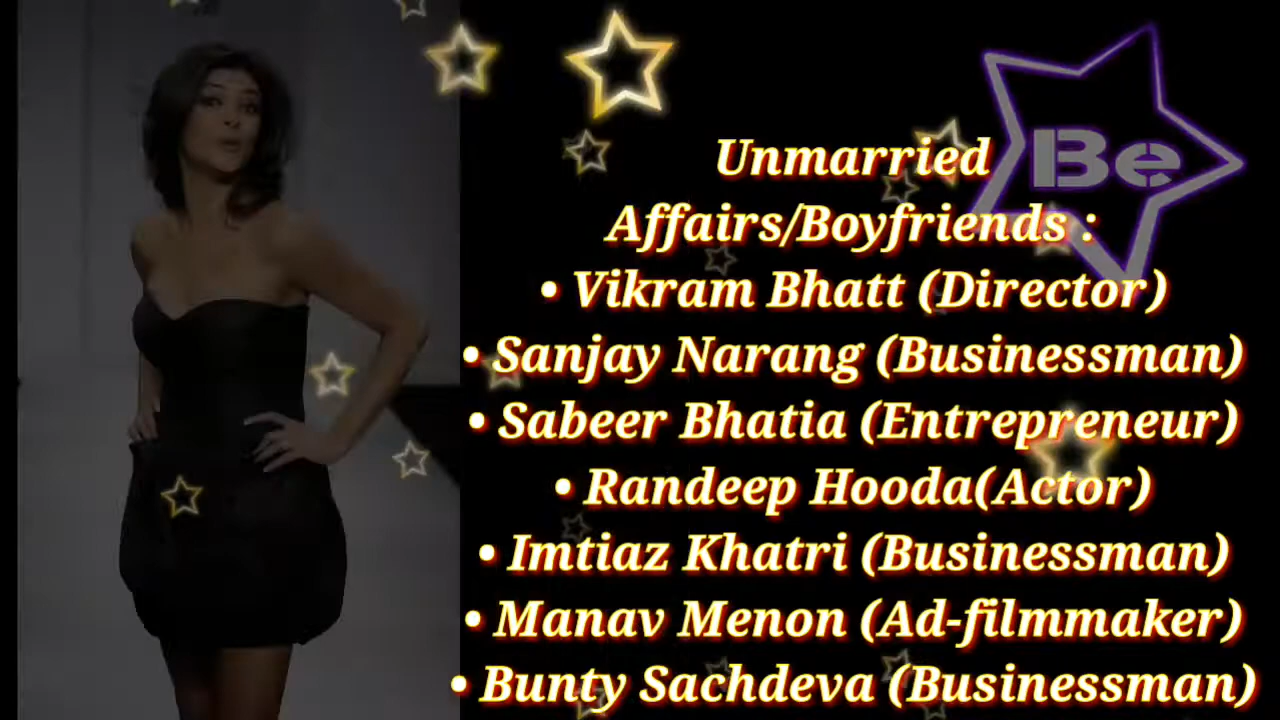 Be
Unmarried
Affairs/Boyfriends :
• Vikram Bhatt (Director)
• Sanjay Narang (Businessman)
• Sabeer Bhatia (Entrepreneur)
• Randeep Hooda(Actor)
• Imtiaz Khatri (Businessman)
• Manav Menon (Ad-filmmaker)
• Bunty Sachdeva (Businessman)